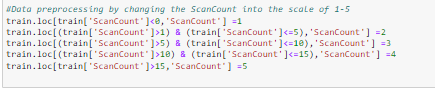 #Data preprocessing by changing the ScanCount into the scale of 1-5
train.loc[train['ScanCount']<0,'ScanCount'] =1
train.loc[(train['ScanCount']>1) & (train['ScanCount']<=5),'ScanCount'] =2
train.loc[(train['ScanCount']>5) & (train['ScanCount']<=10),'ScanCount'] =3
train.loc[(train['ScanCount']>10) & (train['ScanCount']<=15),'ScanCount'] =4
train.loc[train['ScanCount']>15,'ScanCount'] =5